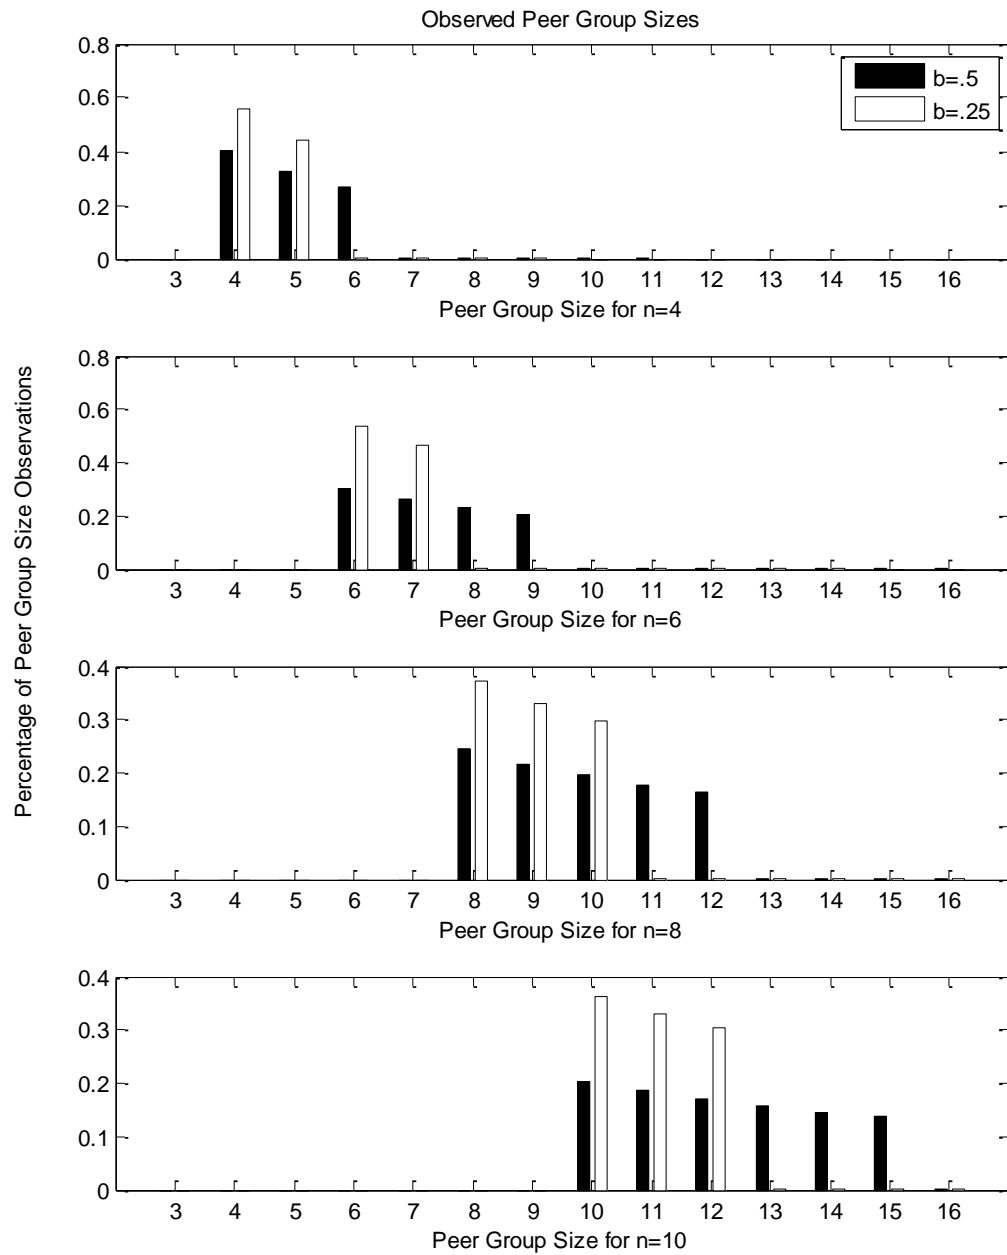 Observed Peer Group Sizes
0.8
0.6
0.4
0.2
0
b=.5
b=.25
3 4 5 6 7 8 9 10 11 12 13 14 15 16
Peer Group Size for n=4
Percentage of Peer Group Size Observations
0.8
0.6
0.4
0.2
0
3 4 5 6 7 8 9 10 11 12 13 14 15 16
Peer Group Size for n=6
0.4
0.3
0.2
0.1
0
3 4 5 6 7 8 9 10 11 12 13 14 15 16
Peer Group Size for n=8
0.4
0.3
0.2
0.1
0
3 4 5 6 7 8 9 10 11 12 13 14 15 16
Peer Group Size for n=10